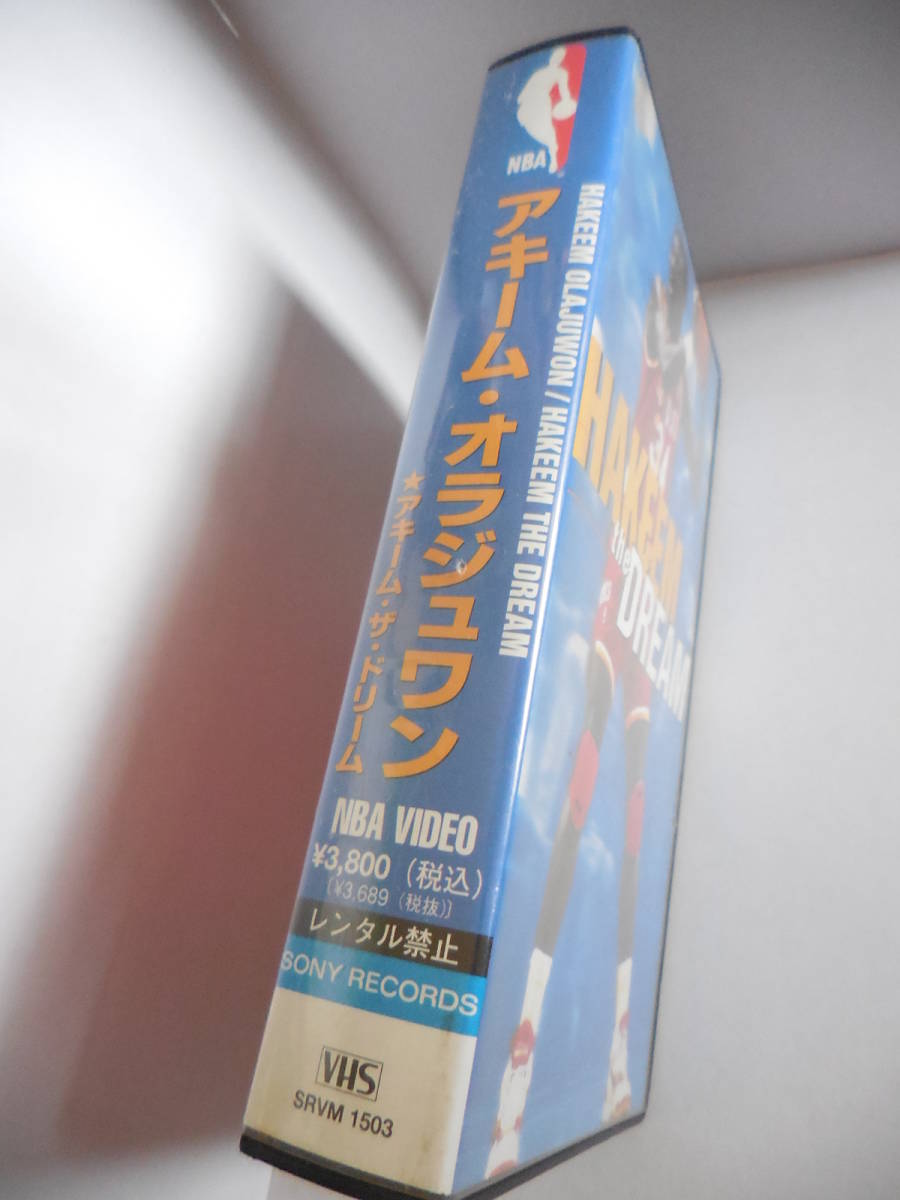 NBA
アキーム・オラジュワン
★アキーム・ザ・ドリーム
HAKEEM OLAJUWON / HAKEEM THE DREAM
NBA VIDEO
¥3,800（税込）
[¥3,689（税抜）]
レンタル禁止
SONY RECORDS
VHS
SRVM 1503
HAKEEM
the DREAM